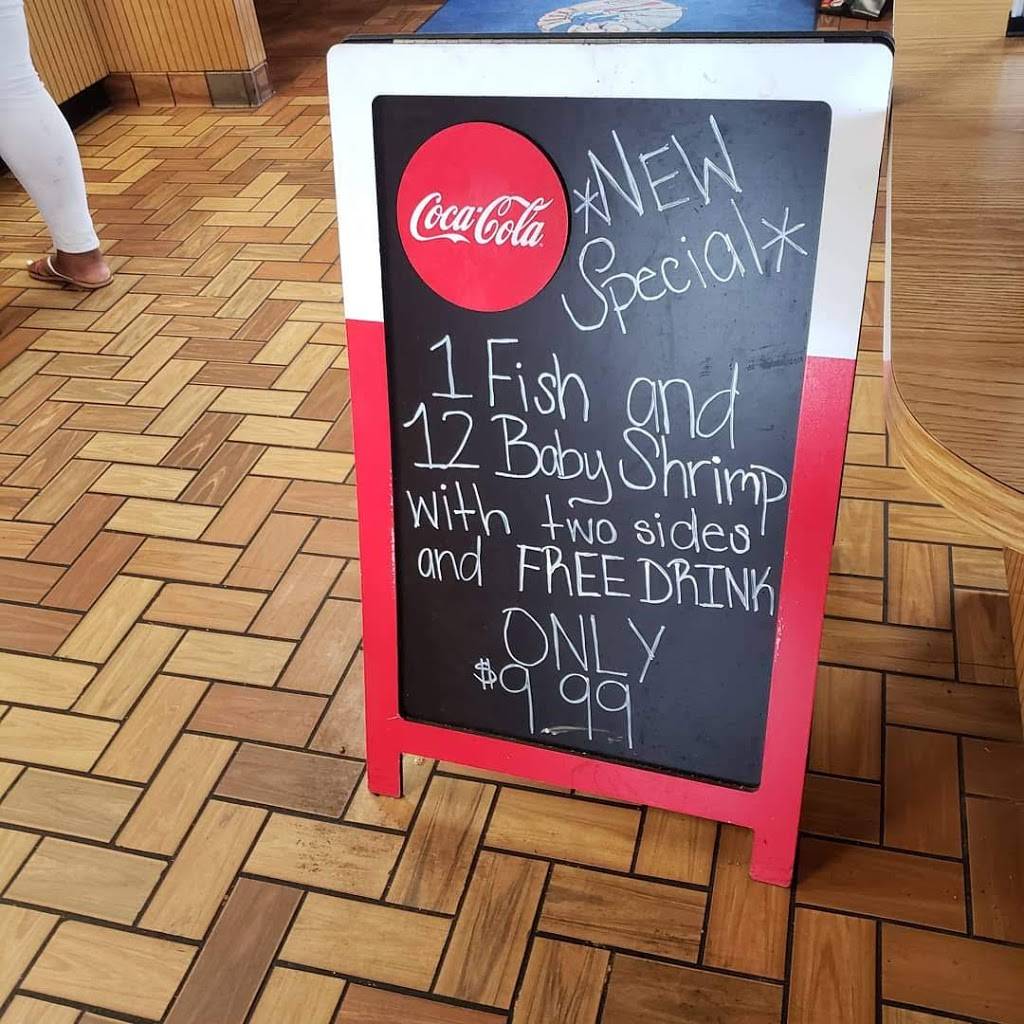 Coca-Cola
*NEW
Special*
1 Fish and
12 Baby Shrimp
with two sides
and FREE DRINK
ONLY
$9 99